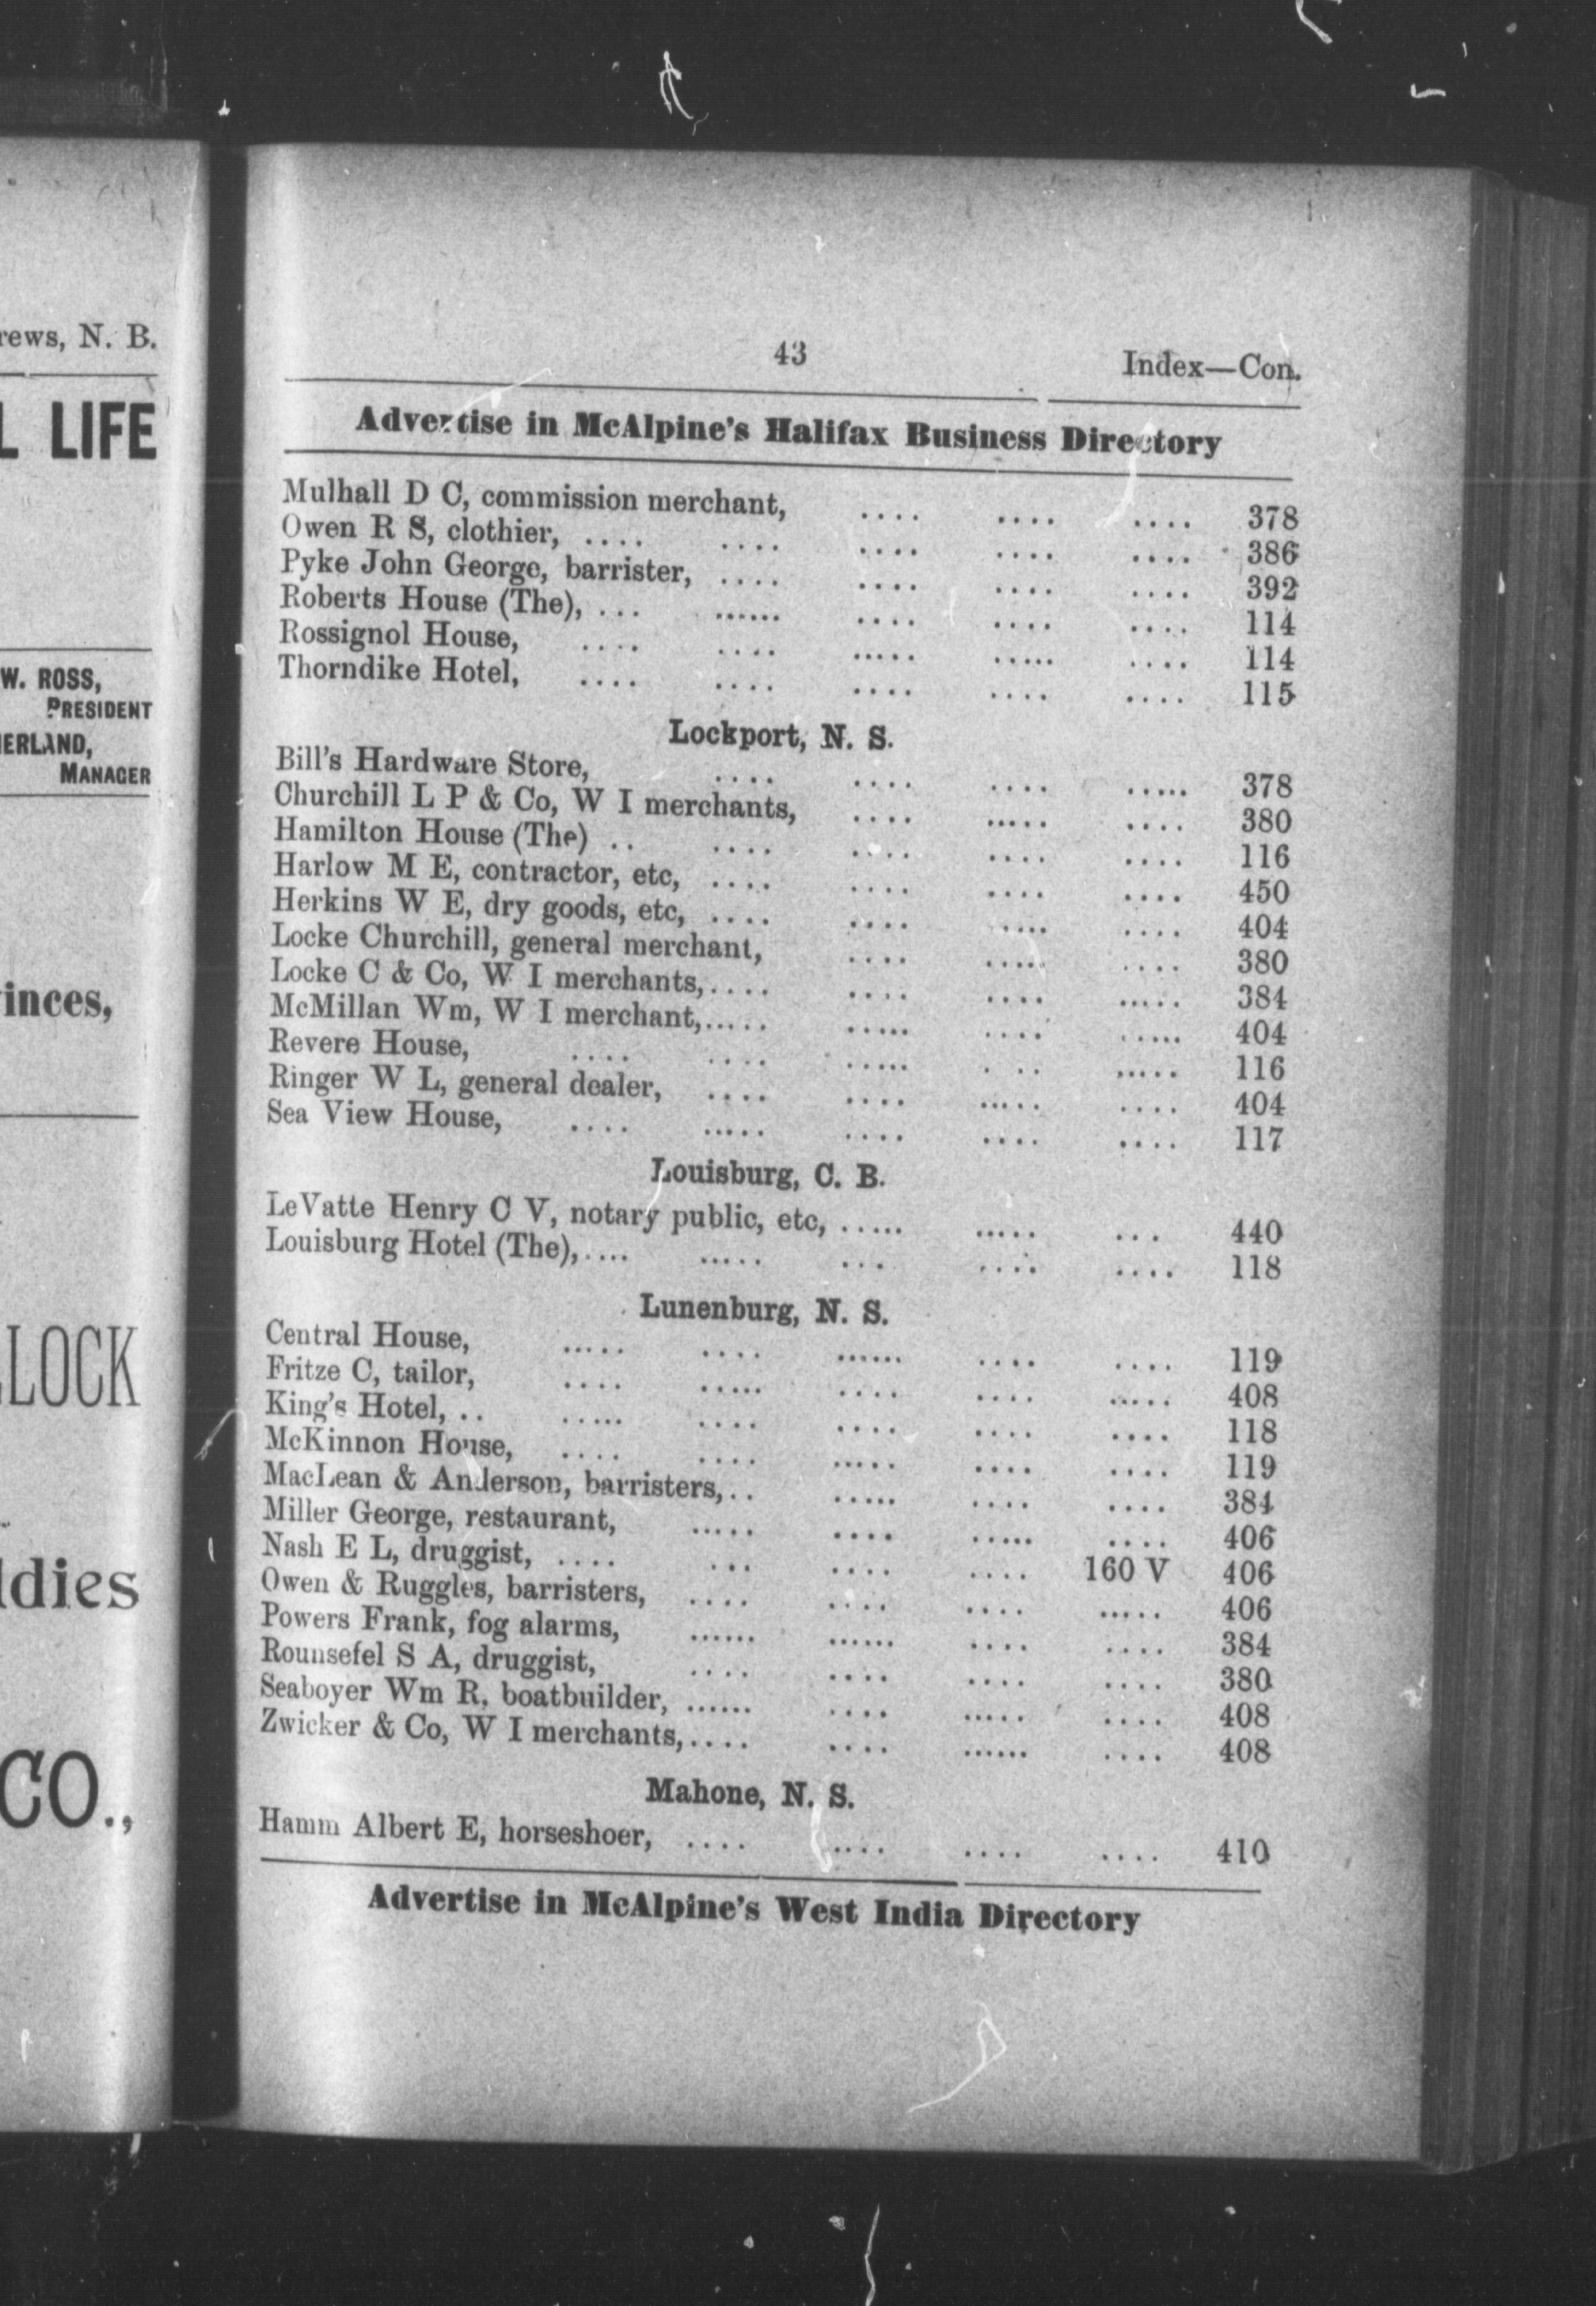 rews, N. B.
L LIFE
W. ROSS,
PRESIDENT
ERLAND,
MANAGER
inces,
LOCK
dies
CO.,
43
Index—Con.
Advertise in McAlpine's Halifax Business Directory
Mulhall D C, commission merchant, .... .... .... 378
Owen R S, clothier, .... .... .... .... .... 386
Pyke John George, barrister, .... .... .... .... 392
Roberts House (The), ... ...... .... .... .... 114
Rossignol House, .... .... ..... ..... .... 114
Thorndike Hotel, .... .... .... .... .... 115
Lockport, N. S.
Bill's Hardware Store, .... .... .... ..... 378
Churchill L P & Co, W I merchants, .... ..... .... 380
Hamilton House (The) .. .... .... .... .... 116
Harlow M E, contractor, etc, .... .... .... .... 450
Herkins W E, dry goods, etc, .... .... ..... .... 404
Locke Churchill, general merchant, .... ..... .... 380
Locke C & Co, W I merchants,.... .... .... ..... 384
McMillan Wm, W I merchant,..... ..... .... ..... 404
Revere House, .... .... ..... . .. ..... 116
Ringer W L, general dealer, .... .... ..... .... 404
Sea View House, .... ..... .... .... .... 117
Louisburg, C. B.
LeVatte Henry C V, notary public, etc, ..... ..... ... 440
Louisburg Hotel (The),.... ..... ... .... .... 118
Lunenburg, N. S.
Central House, ..... .... ...... .... .... 119
Fritze C, tailor, .... ..... .... .... ..... 408
King's Hotel, .. ..... .... .... .... .... 118
McKinnon House, .... .... ..... .... .... 119
MacLean & Anderson, barristers,.. ..... .... .... 384
Miller George, restaurant, ..... .... ..... .... 406
Nash E L, druggist, .... ... .... .... 160 V 406
Owen & Ruggles, barristers, .... .... .... ..... 406
Powers Frank, fog alarms, ...... ...... .... .... 384
Rounsefel S A, druggist, .... .... .... .... 380
Seaboyer Wm R, boatbuilder, ...... .... ..... .... 408
Zwicker & Co, W I merchants,.... .... ...... .... 408
Mahone, N. S.
Hamm Albert E, horseshoer, .... .... .... .... 410
Advertise in McAlpine's West India Directory